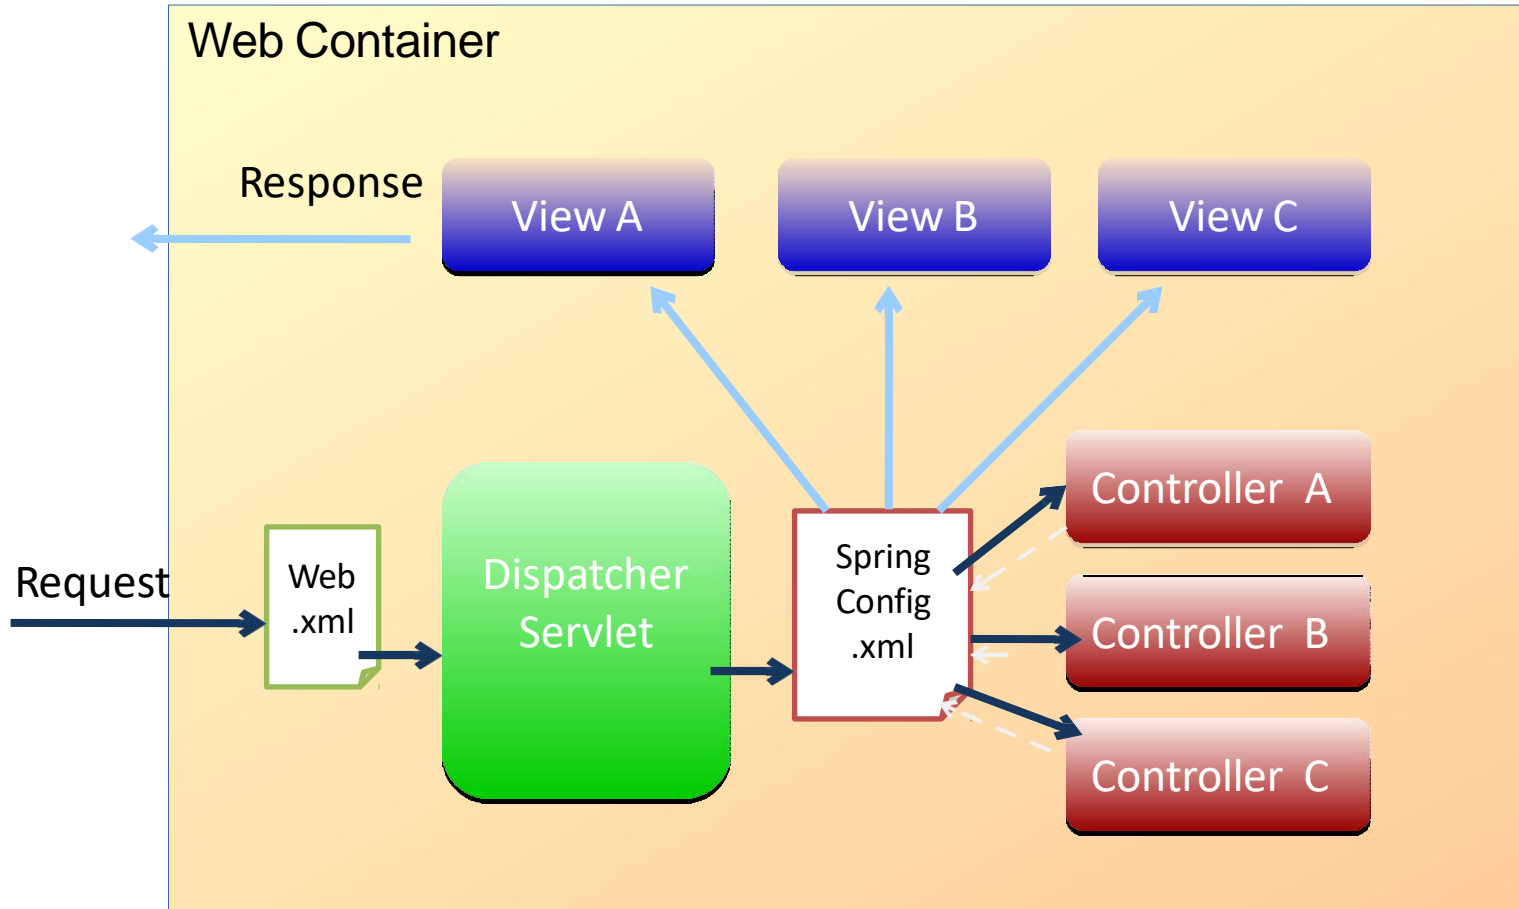 Web Container
Response
View A
View B
View C
Request
Web
.xml
Dispatcher
Servlet
Spring
Config
.xml
Controller A
Controller B
Controller C